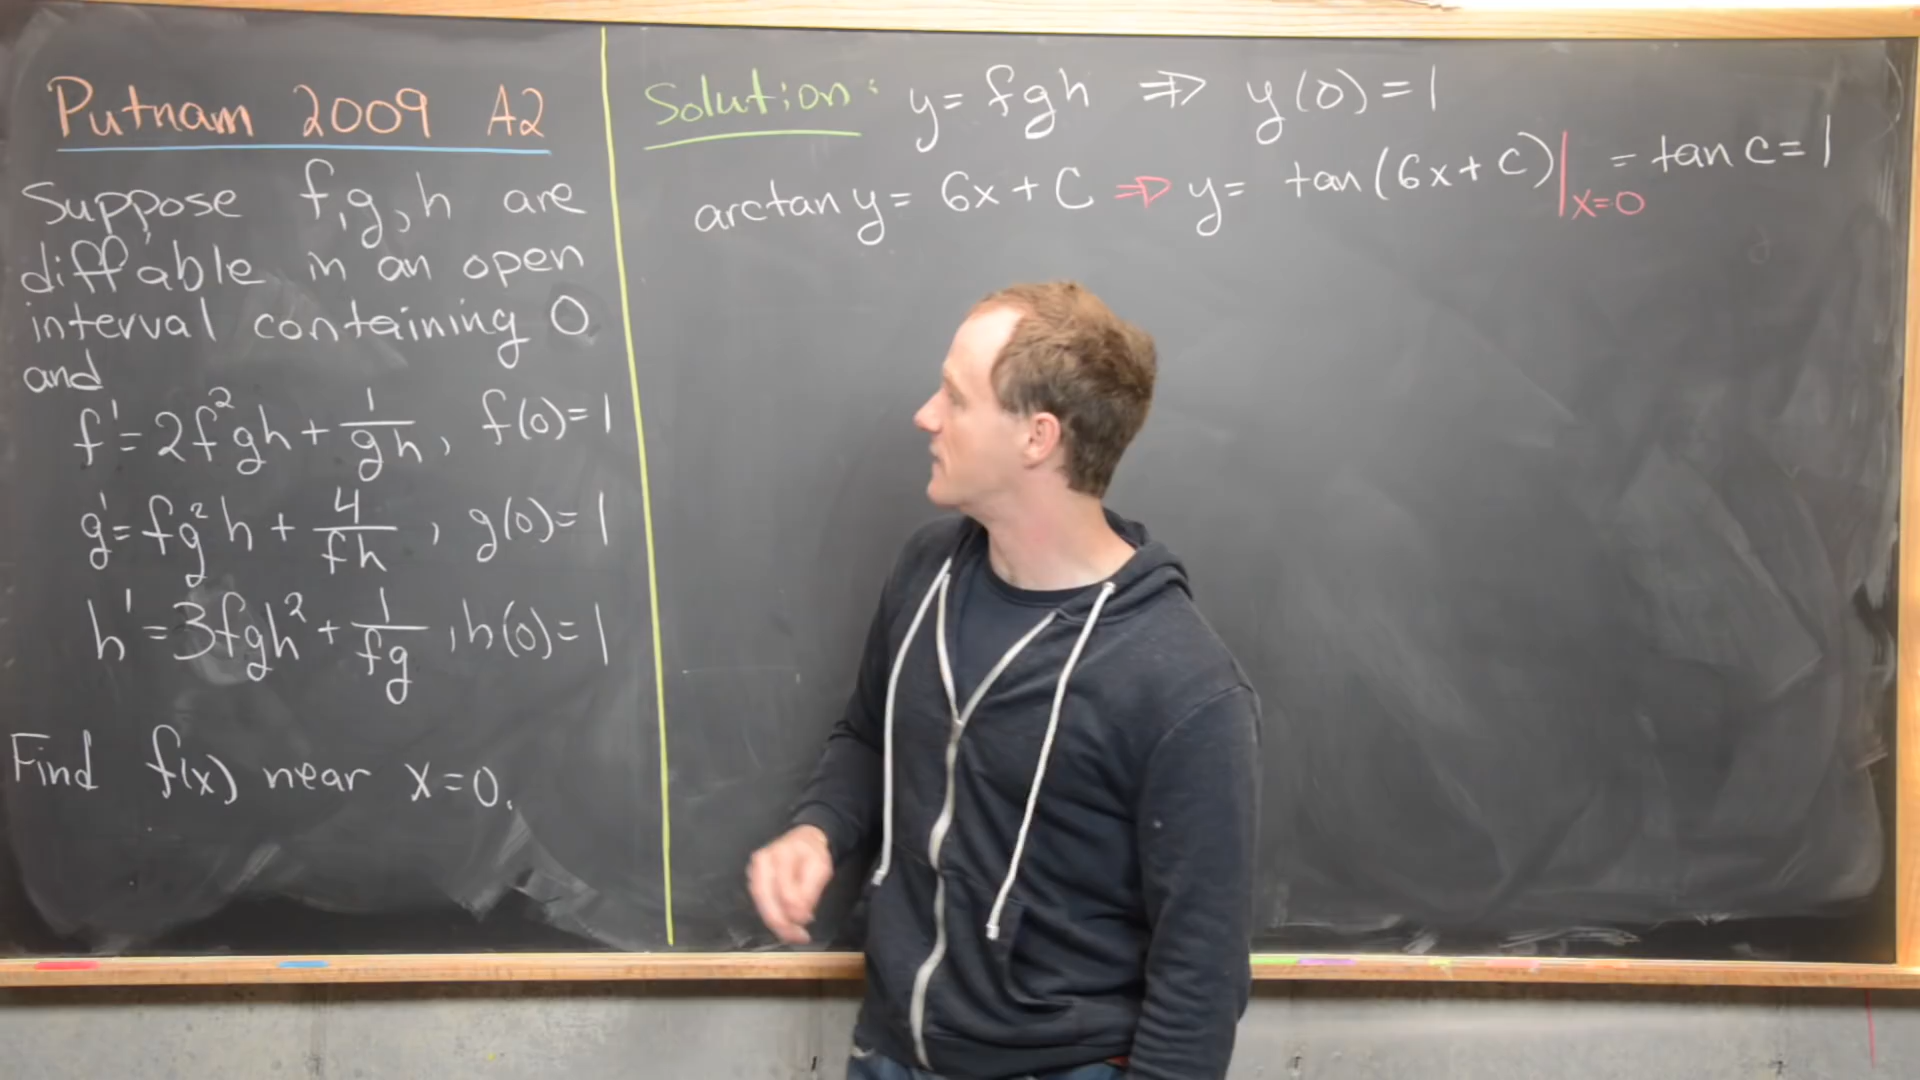 Putnam 2009 A2
Suppose f,g,h are
diff'able in an open
interval containing 0
and
f' = 2f²gh + 1/(gh), f(0)=1
g' = fg²h + 4/(fh), g(0)=1
h' = 3fgh² + 1/(fg), h(0)=1
Find f(x) near x=0.
Solution: y = fgh ⇒ y(0)=1
arctan y = 6x + C ⇒ y = tan(6x+C)|x=0 = tan C = 1